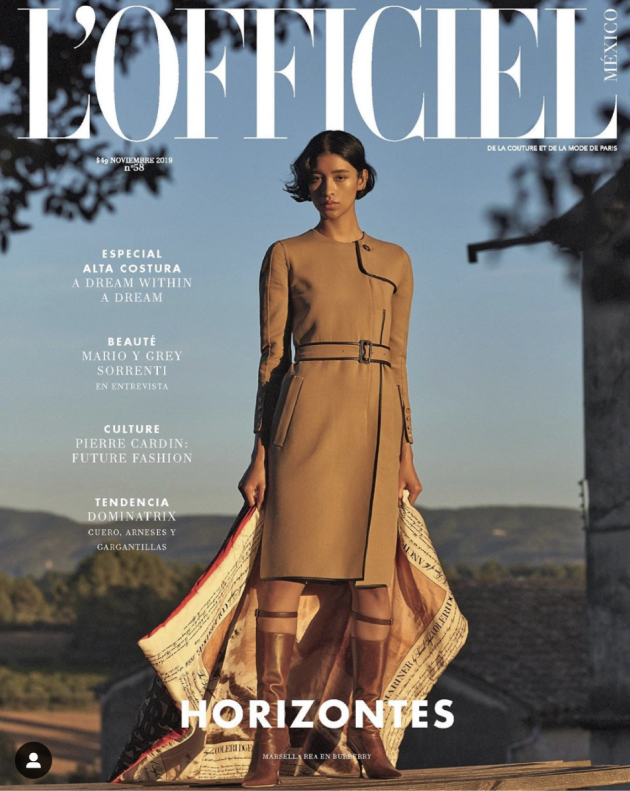 L'OFFICIEL
MÉXICO
DE LA COUTURE ET DE LA MODE DE PARIS
$49 NOVIEMBRE 2019
nº58
ESPECIAL
ALTA COSTURA
A DREAM WITHIN
A DREAM
BEAUTÉ
MARIO Y GREY
SORRENTI
EN ENTREVISTA
CULTURE
PIERRE CARDIN:
FUTURE FASHION
TENDENCIA
DOMINATRIX
CUERO, ARNESES Y
GARGANTILLAS
MARINER
HORIZONTES
MARSELLA REA EN BURBERRY